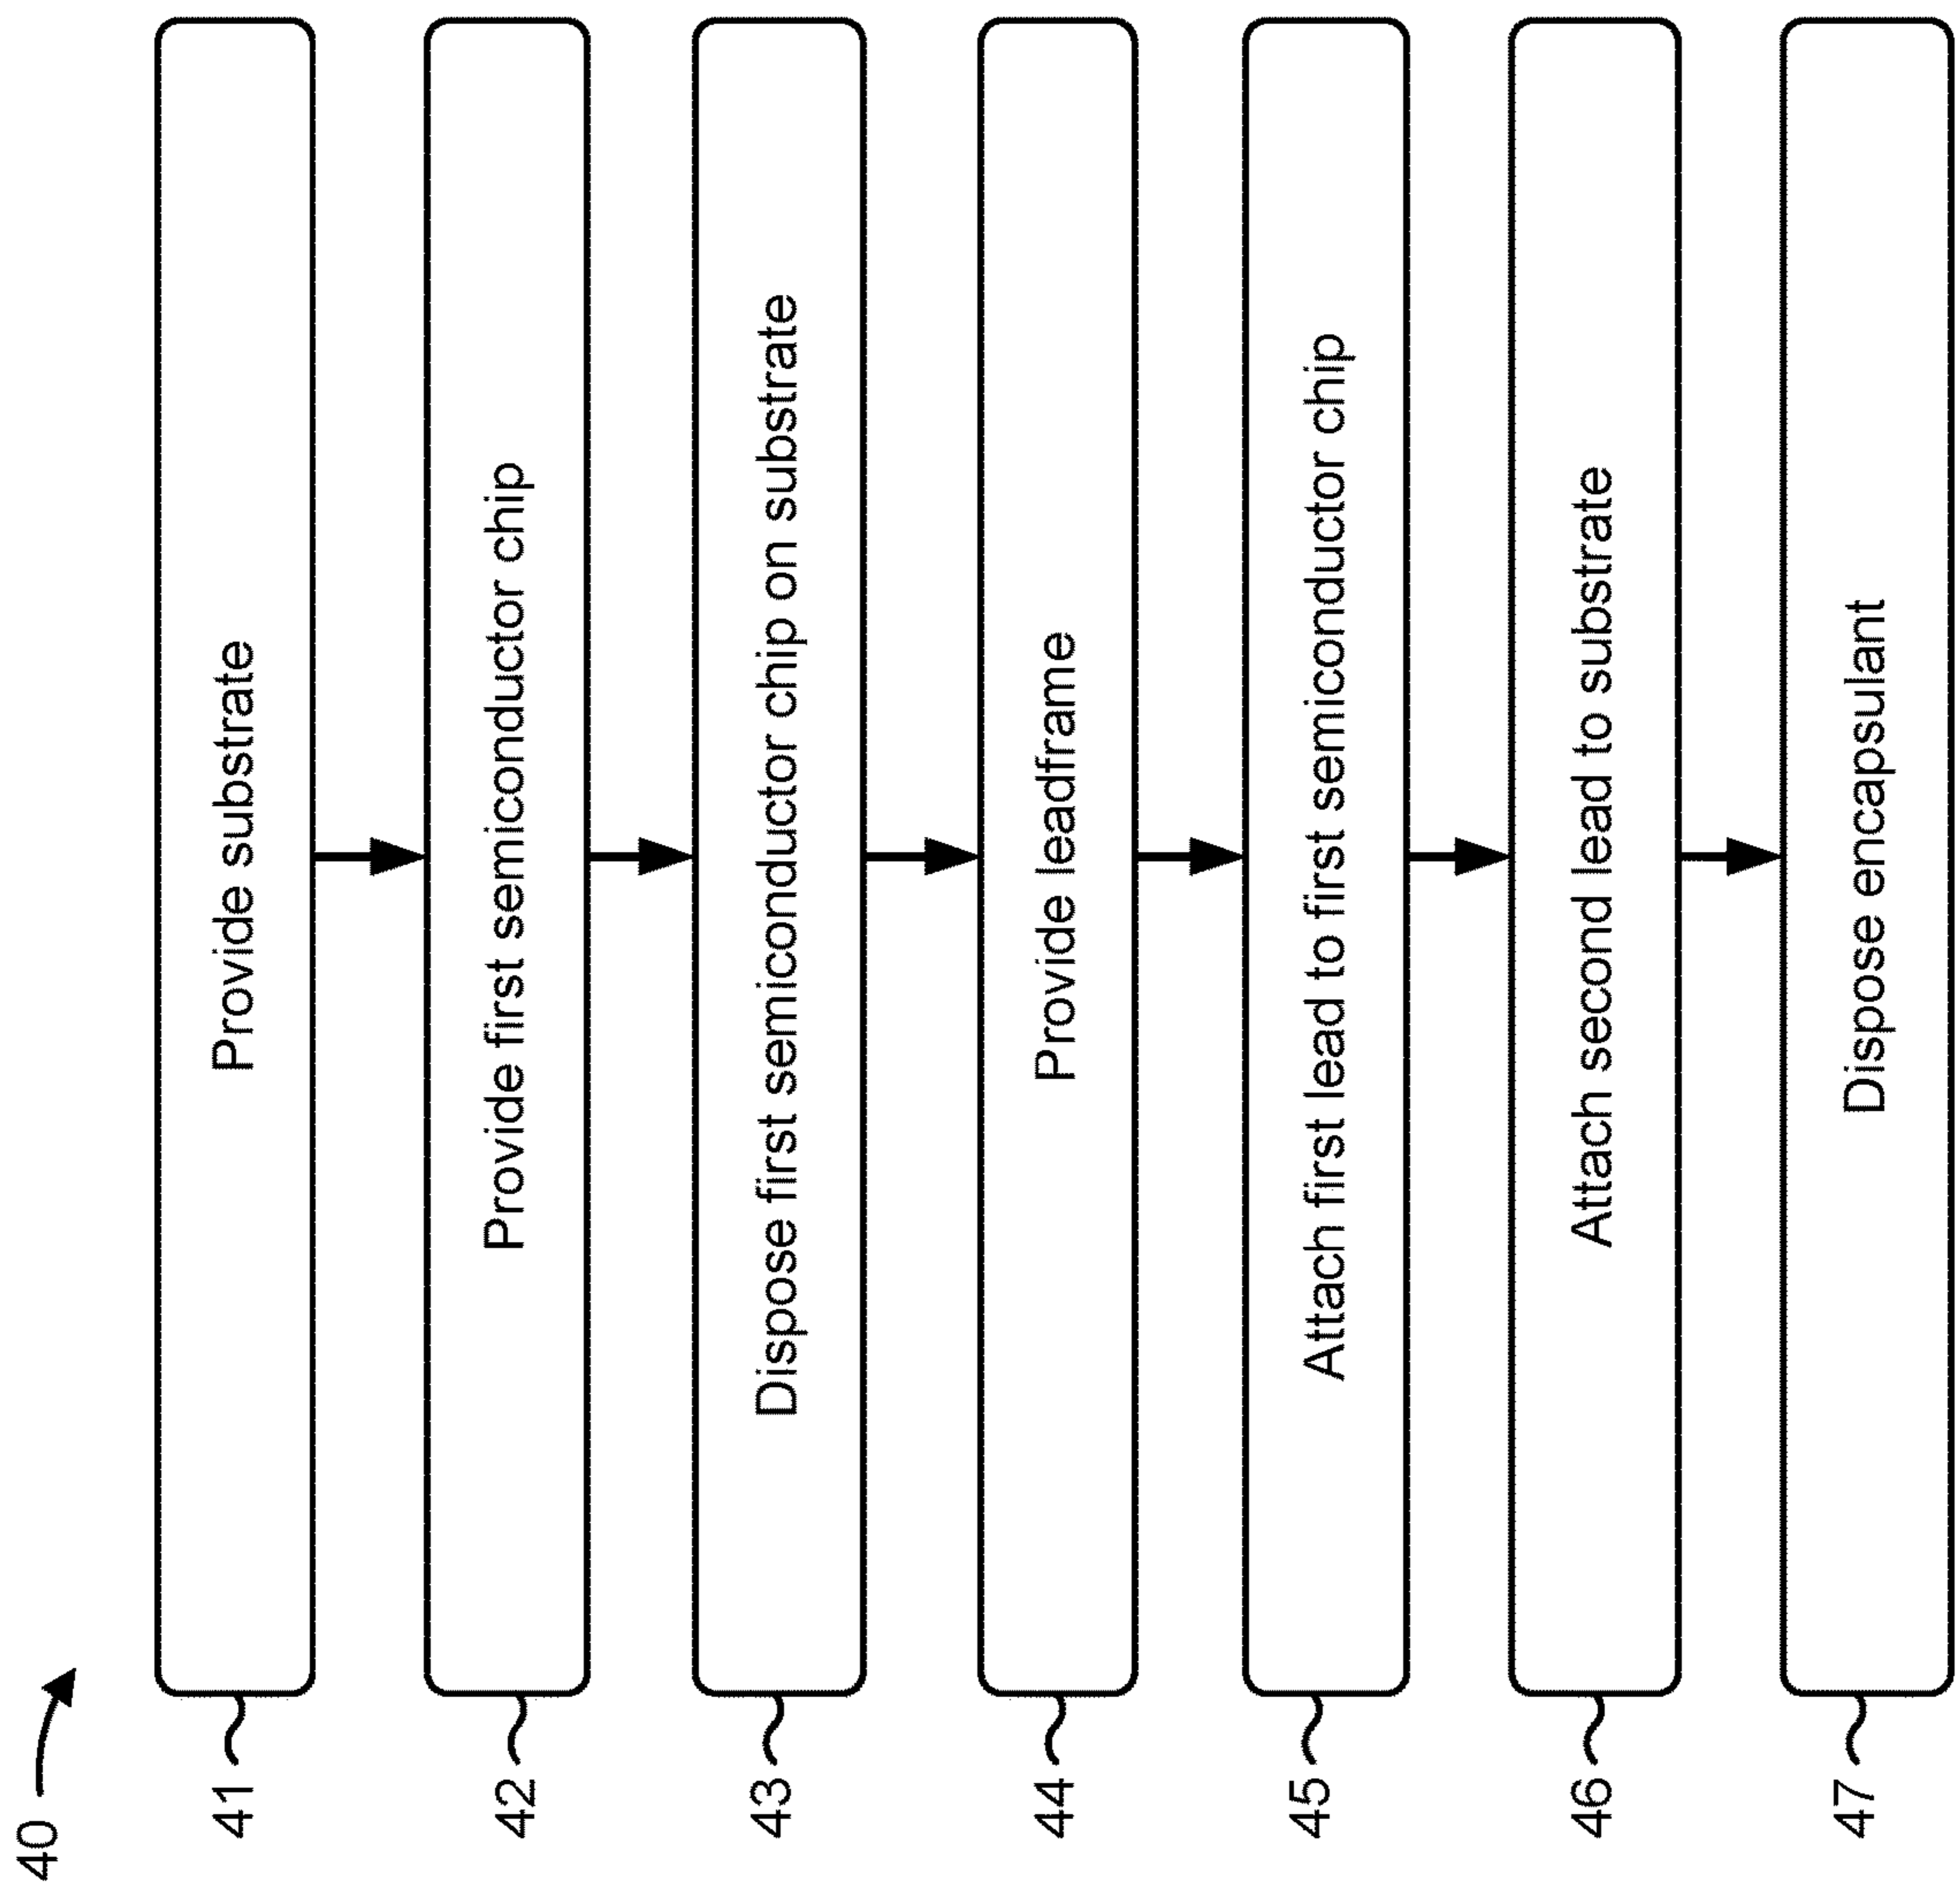 40
41 Provide substrate
42 Provide first semiconductor chip
43 Dispose first semiconductor chip on substrate
44 Provide leadframe
45 Attach first lead to first semiconductor chip
46 Attach second lead to substrate
47 Dispose encapsulant